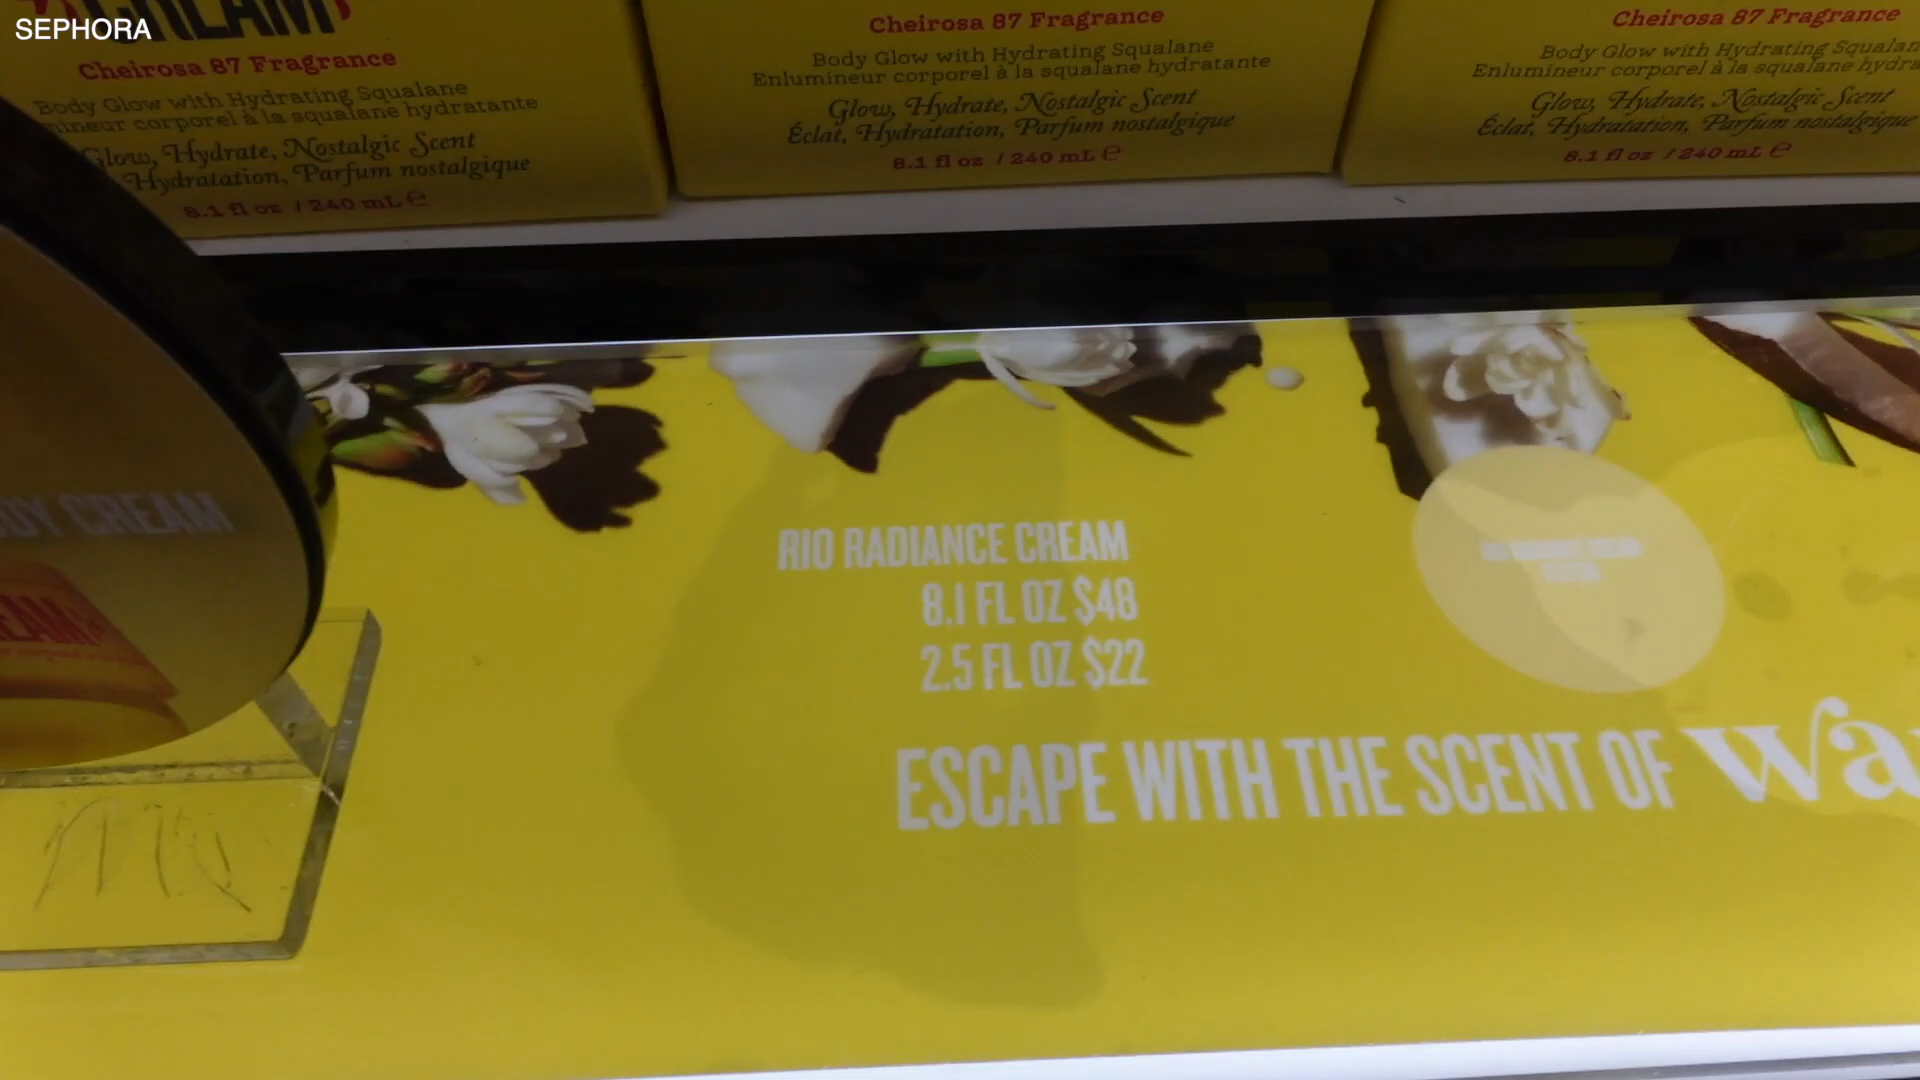 SEPHORA
CREAM
Cheirosa 87 Fragrance
Body Glow with Hydrating Squalane
corporel à la squalane hydratante
Glow, Hydrate, Nostalgic Scent
Hydratation, Parfum nostalgique
8.1 fl oz / 240 mL ℮
Cheirosa 87 Fragrance
Body Glow with Hydrating Squalane
Enlumineur corporel à la squalane hydratante
Glow, Hydrate, Nostalgic Scent
Éclat, Hydratation, Parfum nostalgique
8.1 fl oz / 240 mL ℮
Cheirosa 87 Fragrance
Body Glow with Hydrating
Enlumineur corporel à la squalane
Glow, Hydrate, Nostalgic Scent
Éclat, Hydratation, Parfum nostalgique
8.1 fl oz / 240 mL ℮
CREAM
RIO RADIANCE CREAM
8.1 FL OZ $48
2.5 FL OZ $22
ESCAPE WITH THE SCENT OF